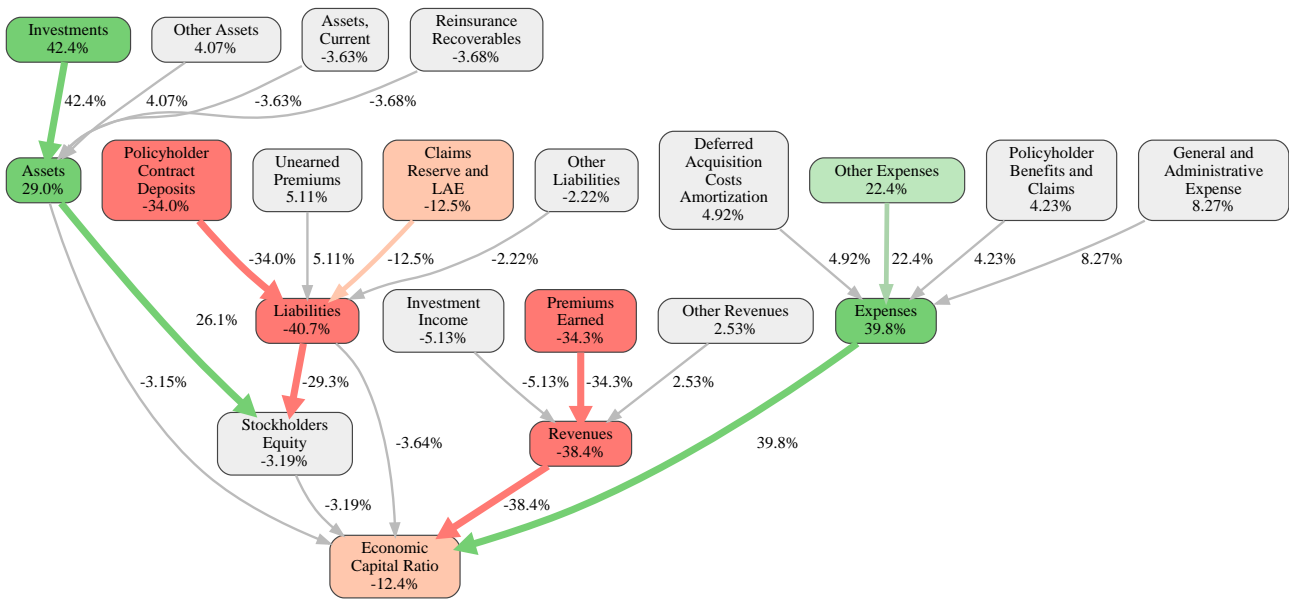 Investments
42.4%
Other Assets
4.07%
Assets,
Current
-3.63%
Reinsurance
Recoverables
-3.68%
42.4%
4.07%
-3.63%
-3.68%
Assets
29.0%
Policyholder
Contract
Deposits
-34.0%
Unearned
Premiums
5.11%
Claims
Reserve and
LAE
-12.5%
Other
Liabilities
-2.22%
Deferred
Acquisition
Costs
Amortization
4.92%
Other Expenses
22.4%
Policyholder
Benefits and
Claims
4.23%
General and
Administrative
Expense
8.27%
-34.0%
5.11%
-12.5%
-2.22%
4.92%
22.4%
4.23%
8.27%
26.1%
Liabilities
-40.7%
Investment
Income
-5.13%
Premiums
Earned
-34.3%
Other Revenues
2.53%
Expenses
39.8%
-3.15%
-29.3%
-5.13%
-34.3%
2.53%
Stockholders
Equity
-3.19%
-3.64%
Revenues
-38.4%
39.8%
-3.19%
-38.4%
Economic
Capital Ratio
-12.4%